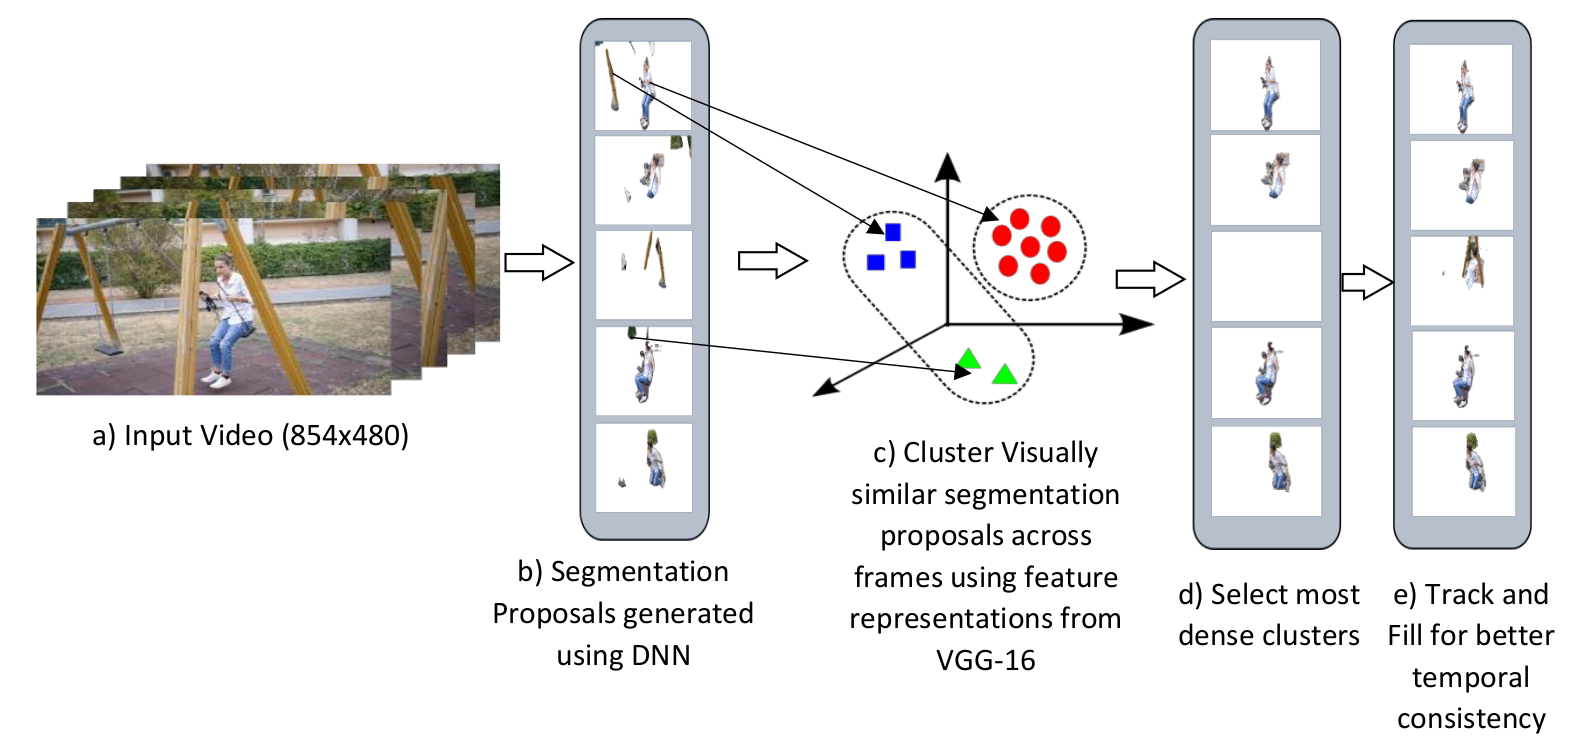 a) Input Video (854x480)
b) Segmentation
Proposals generated
using DNN
c) Cluster Visually
similar segmentation
proposals across
frames using feature
representations from
VGG-16
d) Select most
dense clusters
e) Track and
Fill for better
temporal
consistency